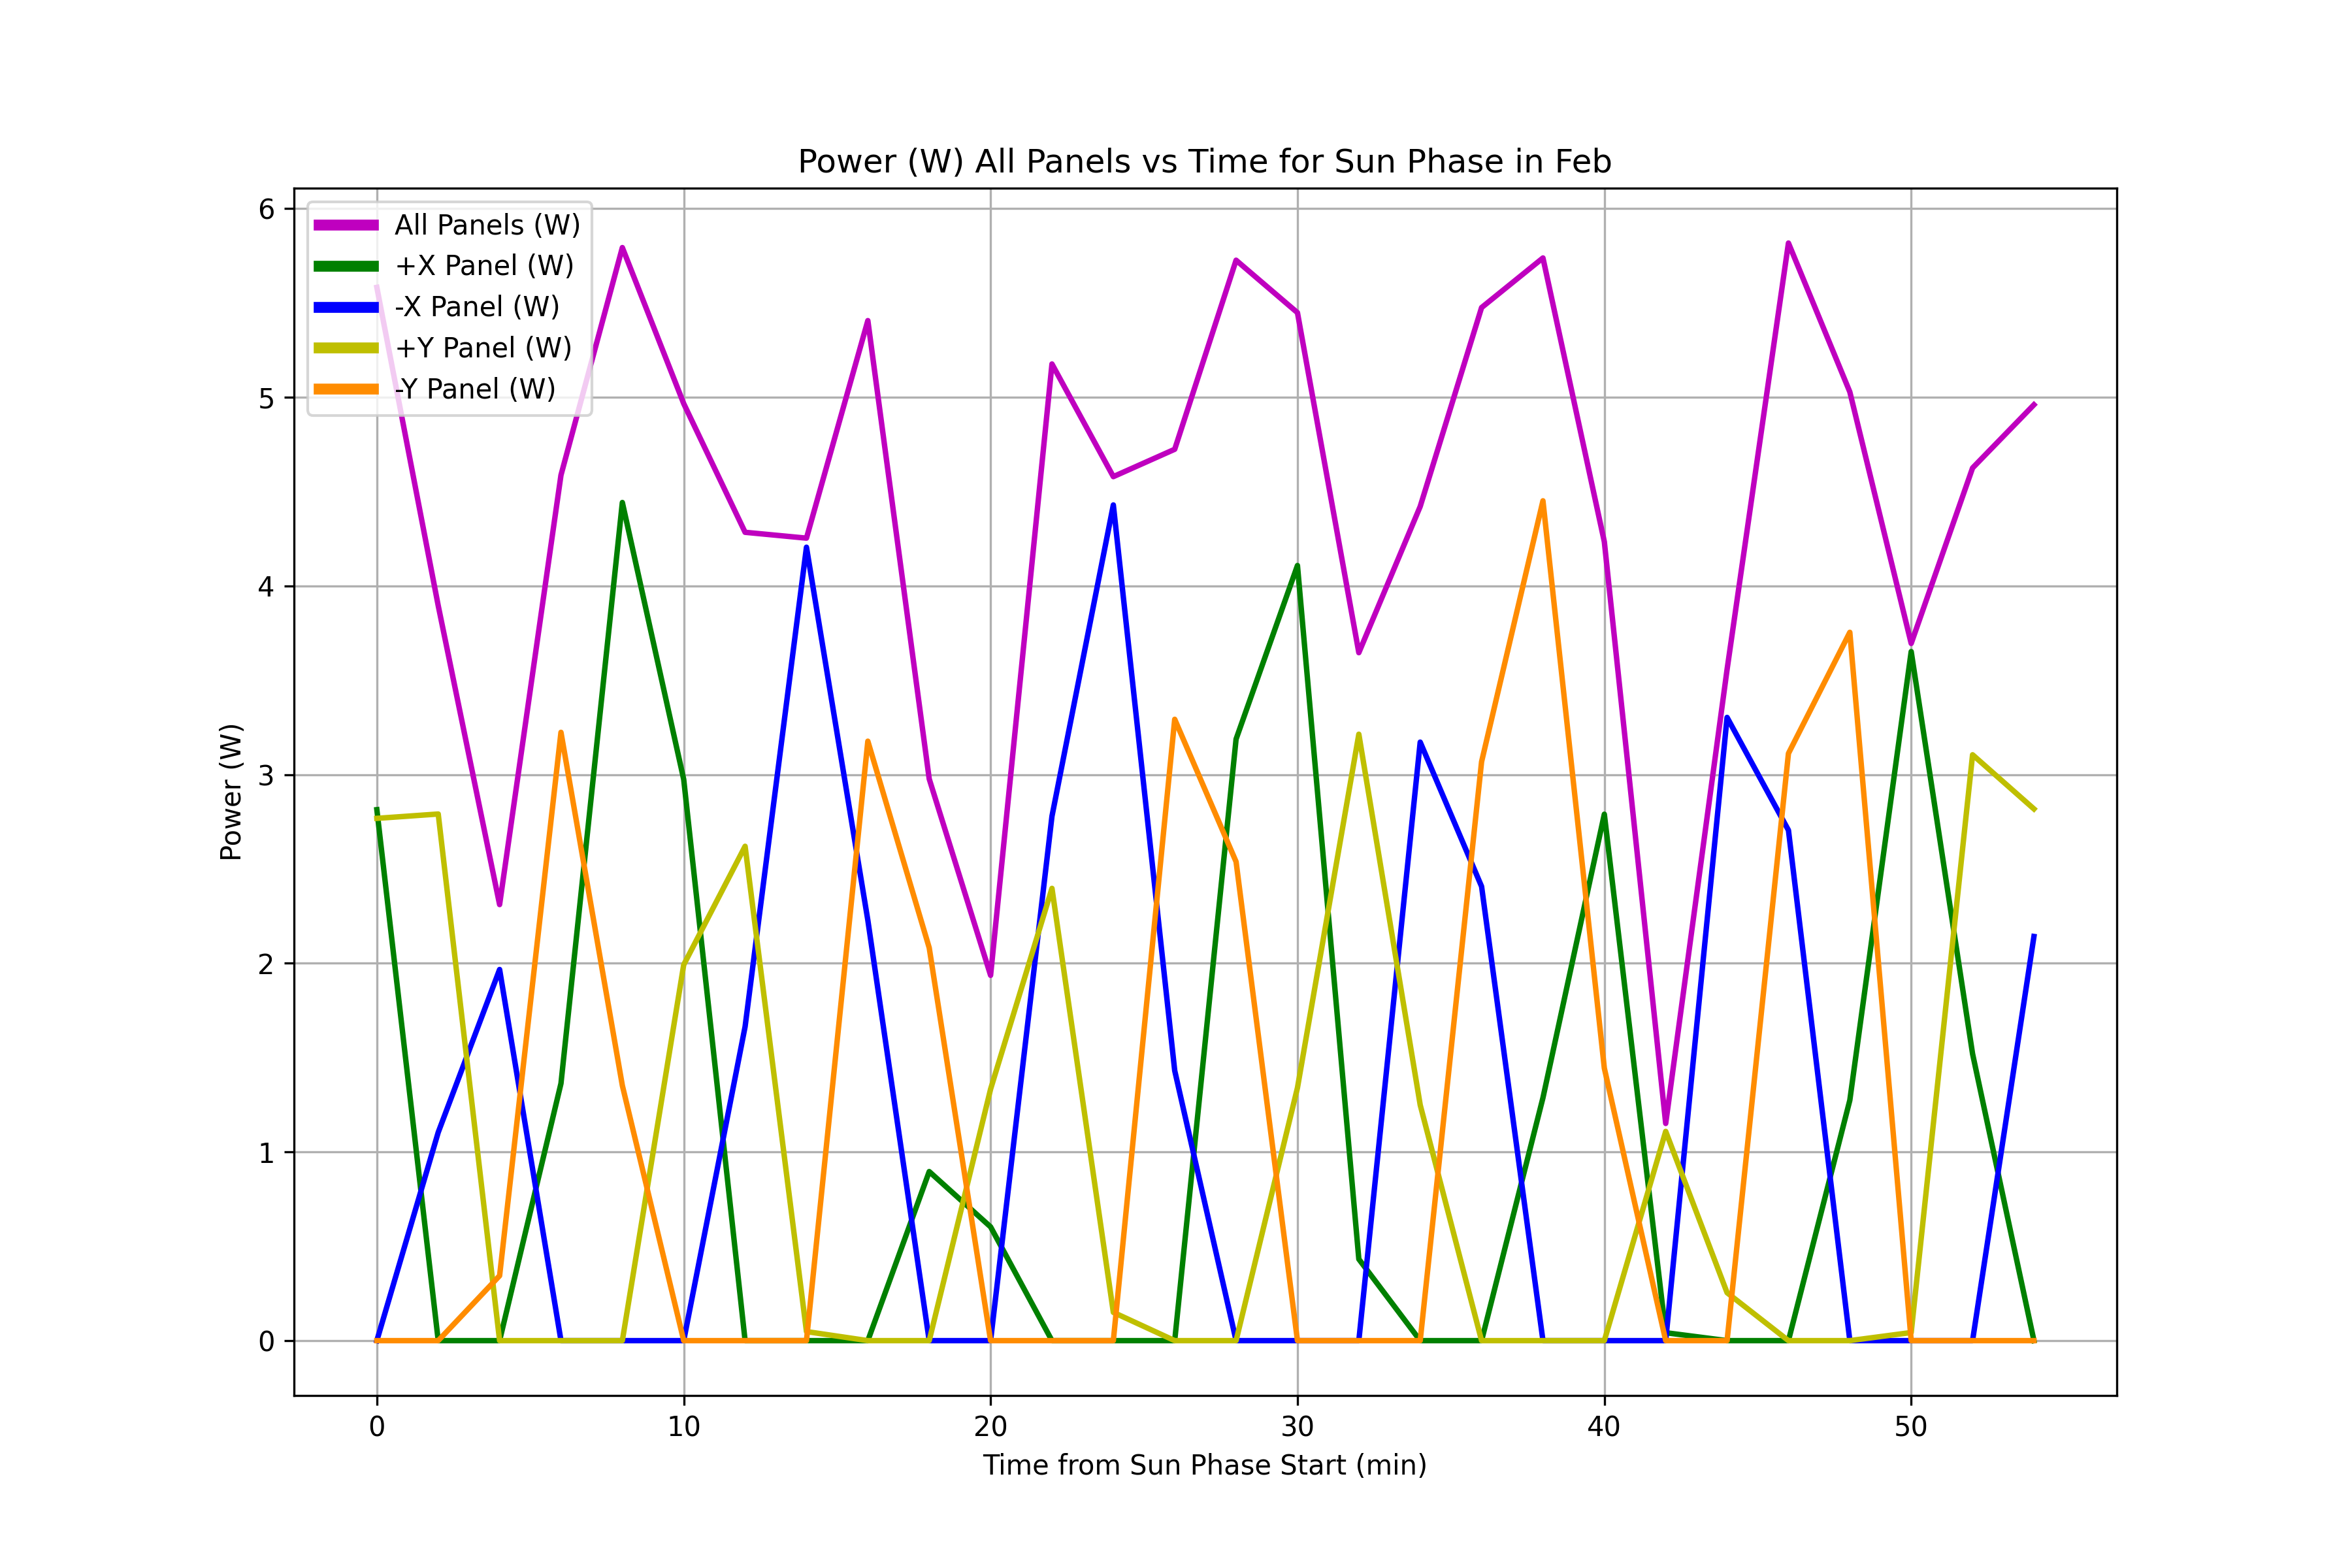 Power (W) All Panels vs Time for Sun Phase in Feb
6
5
4
3
2
1
0
Power (W)
All Panels (W)
+X Panel (W)
-X Panel (W)
+Y Panel (W)
-Y Panel (W)
0 10 20 30 40 50
Time from Sun Phase Start (min)